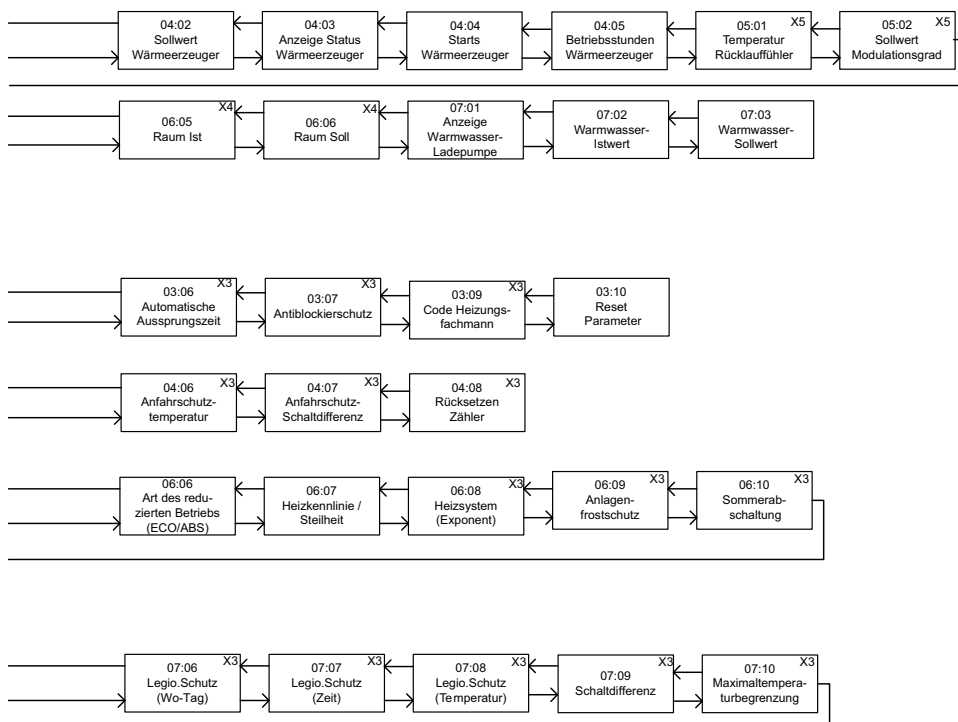 04:02
Sollwert
Wärmeerzeuger
04:03
Anzeige Status
Wärmeerzeuger
04:04
Starts
Wärmeerzeuger
04:05
Betriebsstunden
Wärmeerzeuger
X5
05:01
Temperatur
Rücklauffühler
X5
05:02
Sollwert
Modulationsgrad
X4
06:05
Raum Ist
X4
06:06
Raum Soll
07:01
Anzeige
Warmwasser-
Ladepumpe
07:02
Warmwasser-
Istwert
07:03
Warmwasser-
Sollwert
X3
03:06
Automatische
Aussprungszeit
X3
03:07
Antiblockierschutz
X3
03:09
Code Heizungs-
fachmann
03:10
Reset
Parameter
X3
04:06
Anfahrschutz-
temperatur
X3
04:07
Anfahrschutz-
Schaltdifferenz
X3
04:08
Rücksetzen
Zähler
06:06
Art des redu-
zierten Betriebs
(ECO/ABS)
06:07
Heizkennlinie /
Steilheit
X3
06:08
Heizsystem
(Exponent)
X3
06:09
Anlagen-
frostschutz
X3
06:10
Sommerab-
schaltung
X3
07:06
Legio.Schutz
(Wo-Tag)
X3
07:07
Legio.Schutz
(Zeit)
X3
07:08
Legio.Schutz
(Temperatur)
X3
07:09
Schaltdifferenz
X3
07:10
Maximaltempera-
turbegrenzung